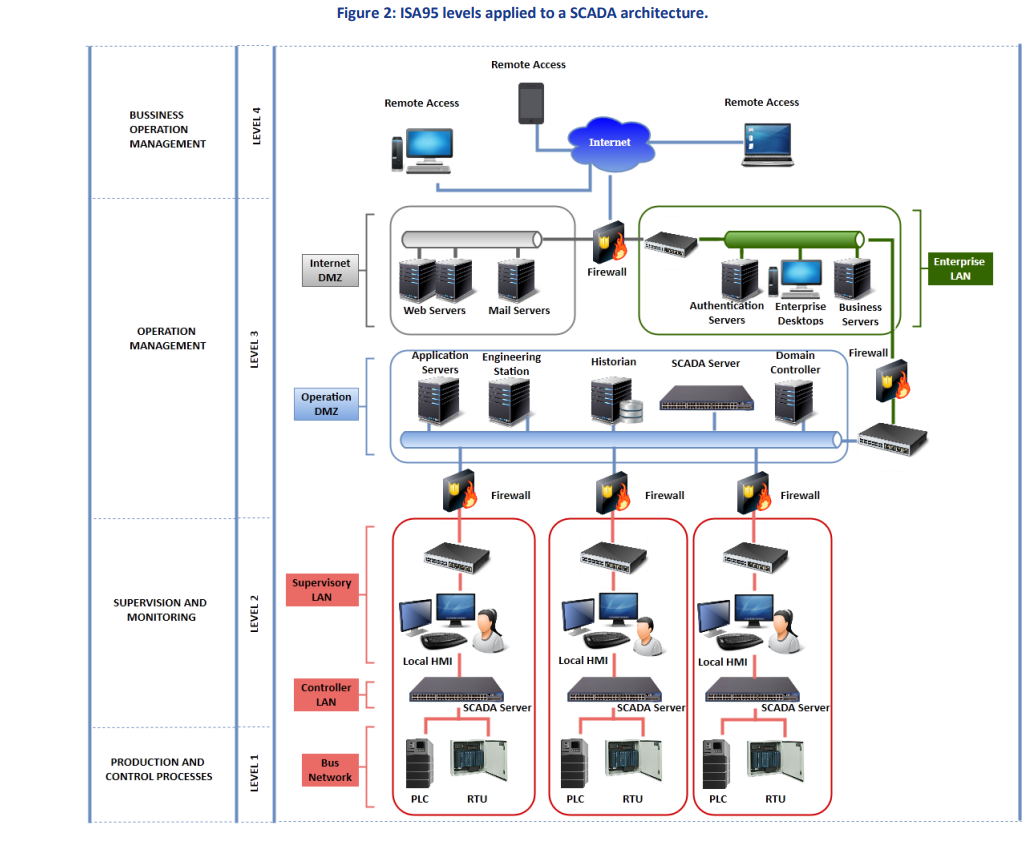 Figure 2: ISA95 levels applied to a SCADA architecture.
BUSSINESS
OPERATION
MANAGEMENT
LEVEL 4
Remote Access
Remote Access
Remote Access
Internet
OPERATION
MANAGEMENT
LEVEL 3
Internet
DMZ
Web Servers
Mail Servers
Firewall
Authentication
Servers
Enterprise
Desktops
Business
Servers
Enterprise
LAN
Operation
DMZ
Application
Servers
Engineering
Station
Historian
SCADA Server
Domain
Controller
Firewall
Firewall
Firewall
Firewall
SUPERVISION AND
MONITORING
LEVEL 2
Supervisory
LAN
Local HMI
Local HMI
Local HMI
Controller
LAN
SCADA Server
SCADA Server
SCADA Server
PRODUCTION AND
CONTROL PROCESSES
LEVEL 1
Bus
Network
PLC
RTU
PLC
RTU
PLC
RTU